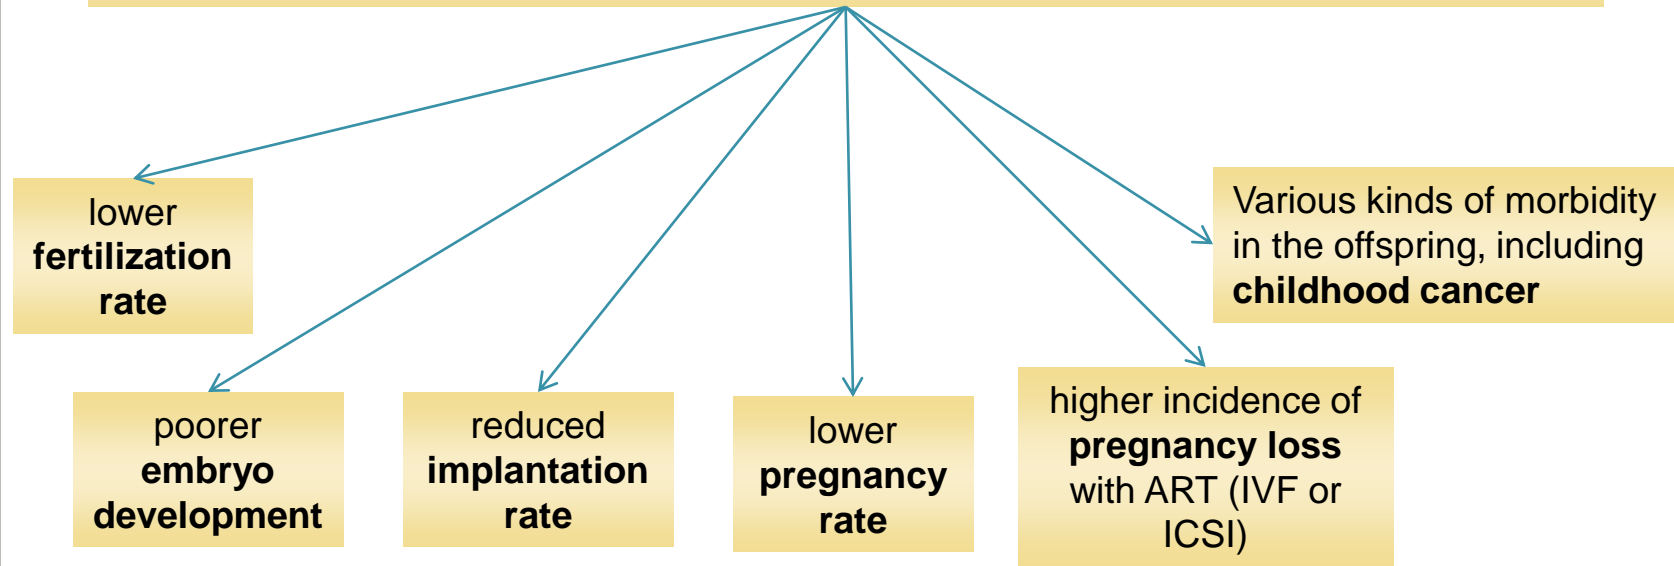 lower
fertilization
rate
poorer
embryo
development
reduced
implantation
rate
lower
pregnancy
rate
higher incidence of
pregnancy loss
with ART (IVF or
ICSI)
Various kinds of morbidity
in the offspring, including
childhood cancer